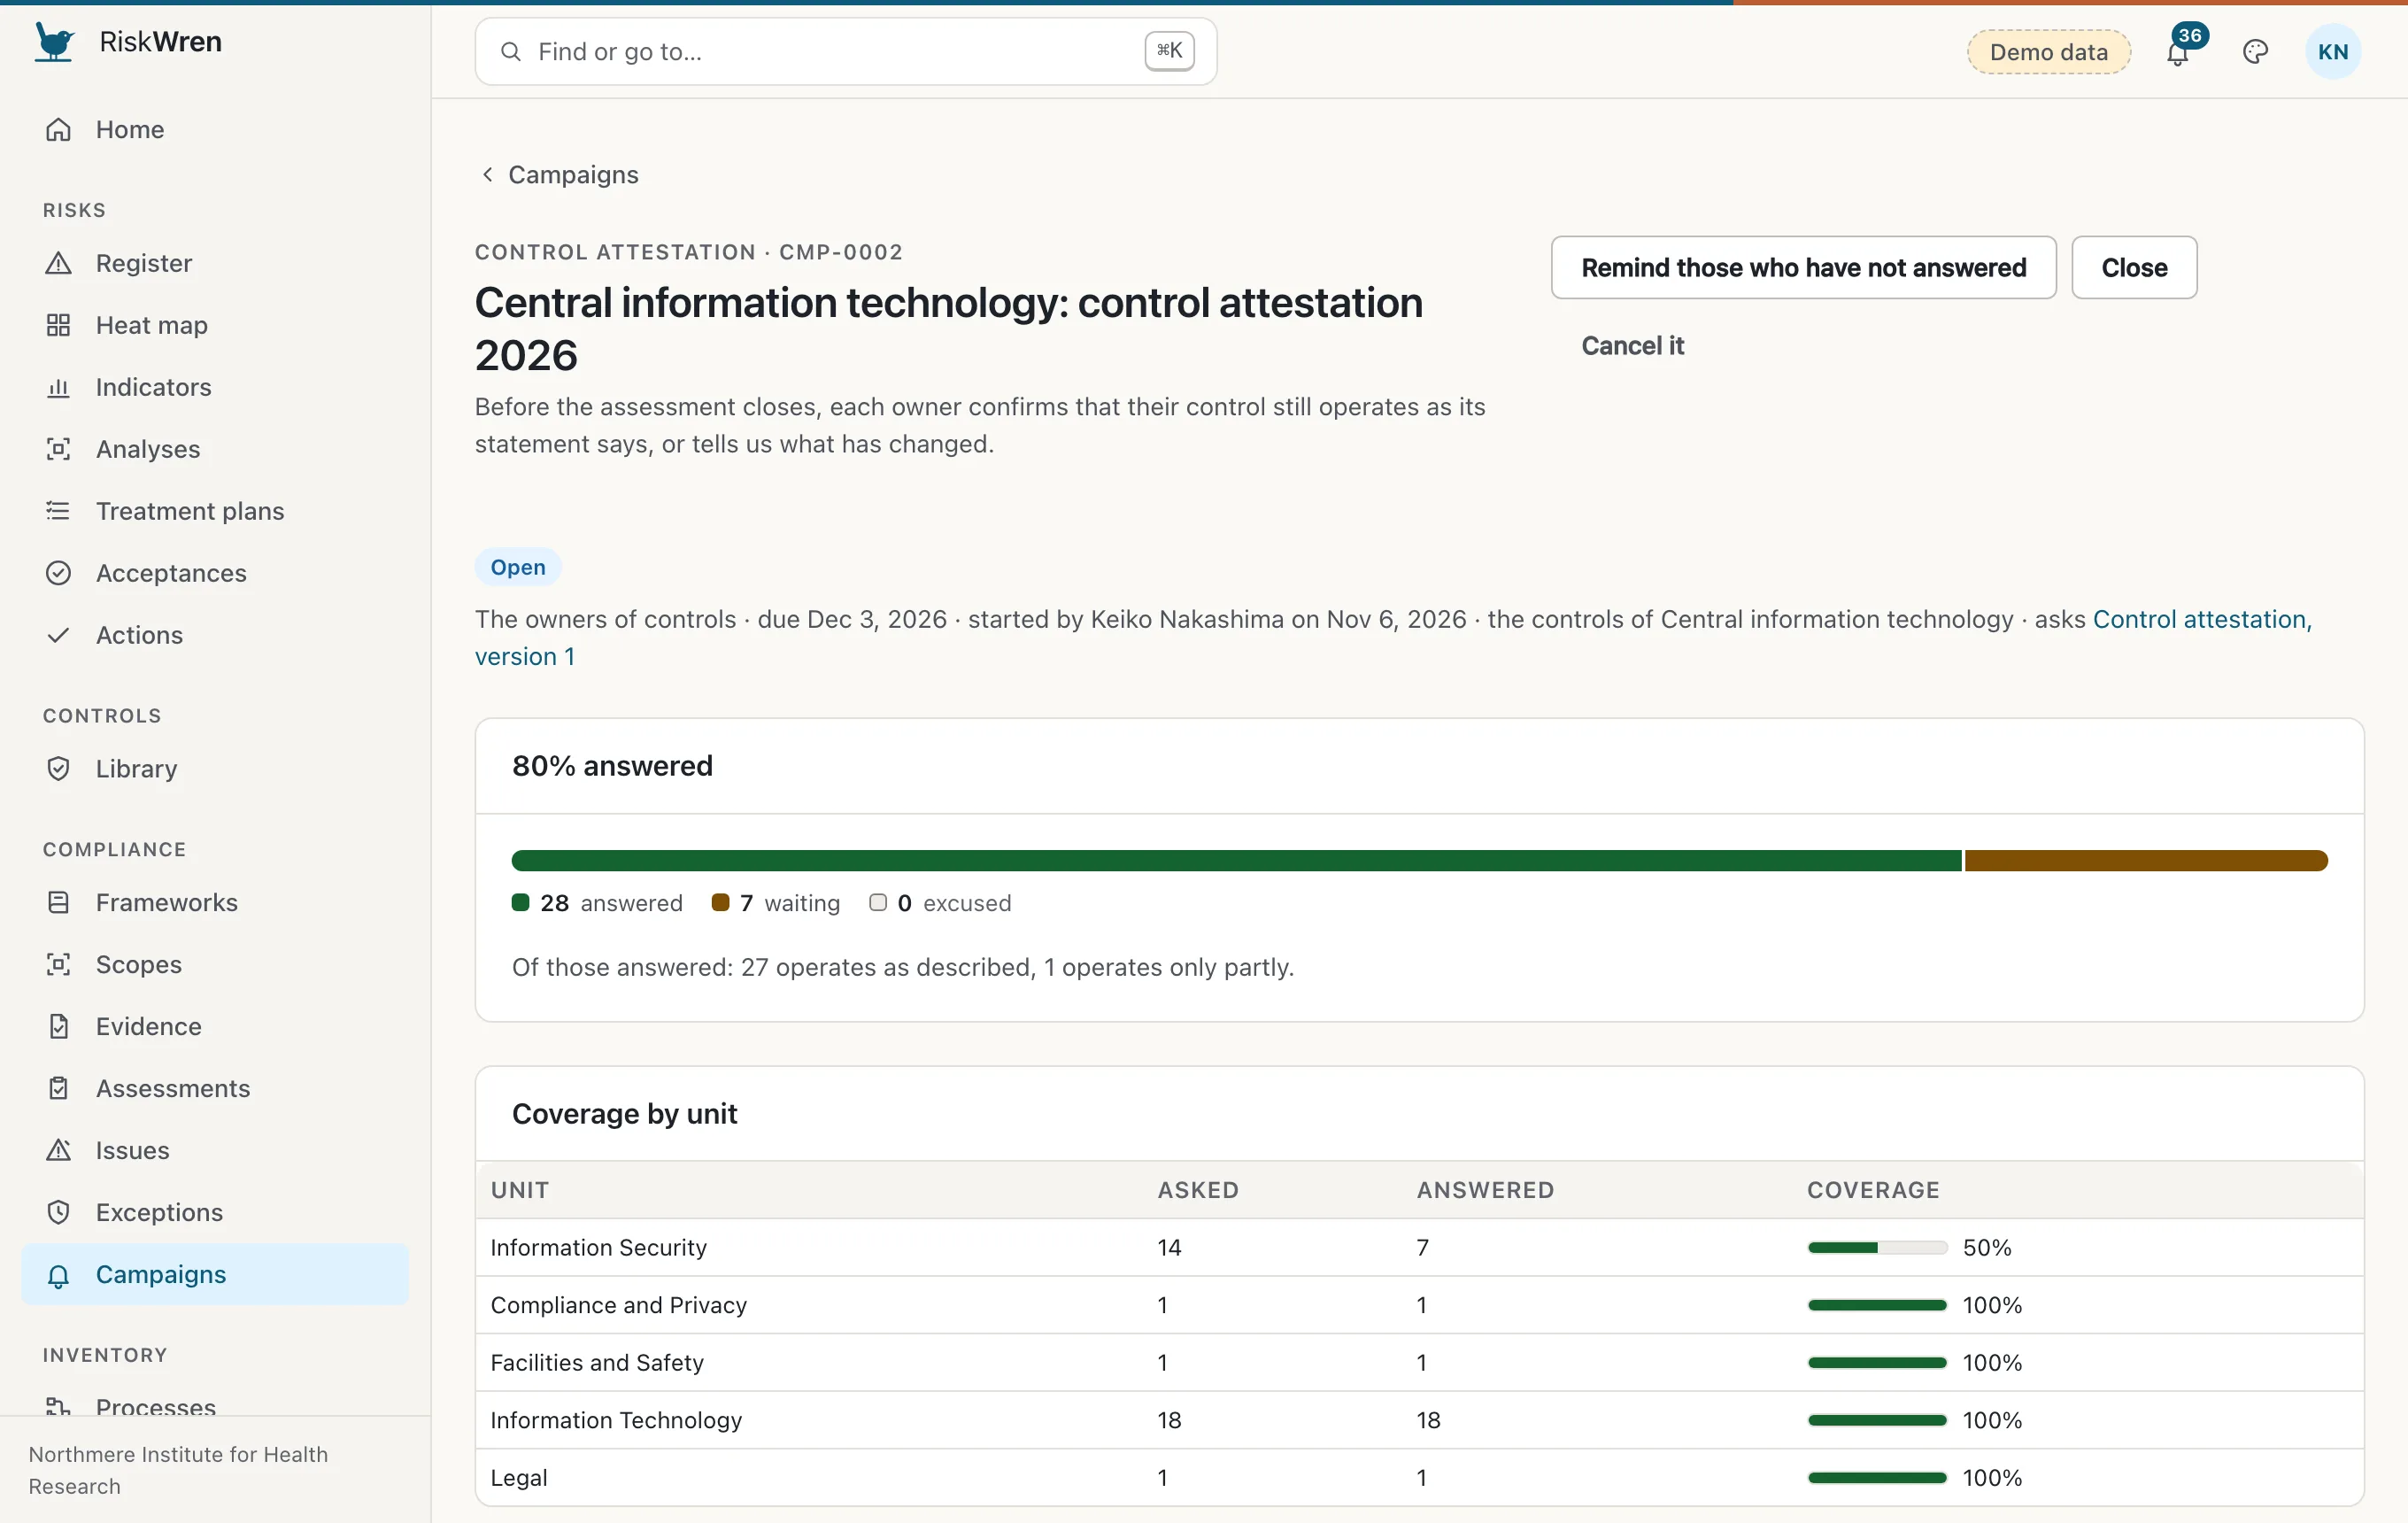 RiskWren
Find or go to...
⌘K
Demo data
36
KN
Home
RISKS
Register
Heat map
Indicators
Analyses
Treatment plans
Acceptances
Actions
CONTROLS
Library
COMPLIANCE
Frameworks
Scopes
Evidence
Assessments
Issues
Exceptions
Campaigns
INVENTORY
Processes
Northmere Institute for Health
Research
Campaigns
CONTROL ATTESTATION · CMP-0002
Central information technology: control attestation
2026
Before the assessment closes, each owner confirms that their control still operates as its
statement says, or tells us what has changed.
Remind those who have not answered
Close
Cancel it
Open
The owners of controls · due Dec 3, 2026 · started by Keiko Nakashima on Nov 6, 2026 · the controls of Central information technology · asks Control attestation,
version 1
80% answered
28 answered 7 waiting 0 excused
Of those answered: 27 operates as described, 1 operates only partly.
Coverage by unit
UNIT ASKED ANSWERED COVERAGE
Information Security 14 7 50%
Compliance and Privacy 1 1 100%
Facilities and Safety 1 1 100%
Information Technology 18 18 100%
Legal 1 1 100%